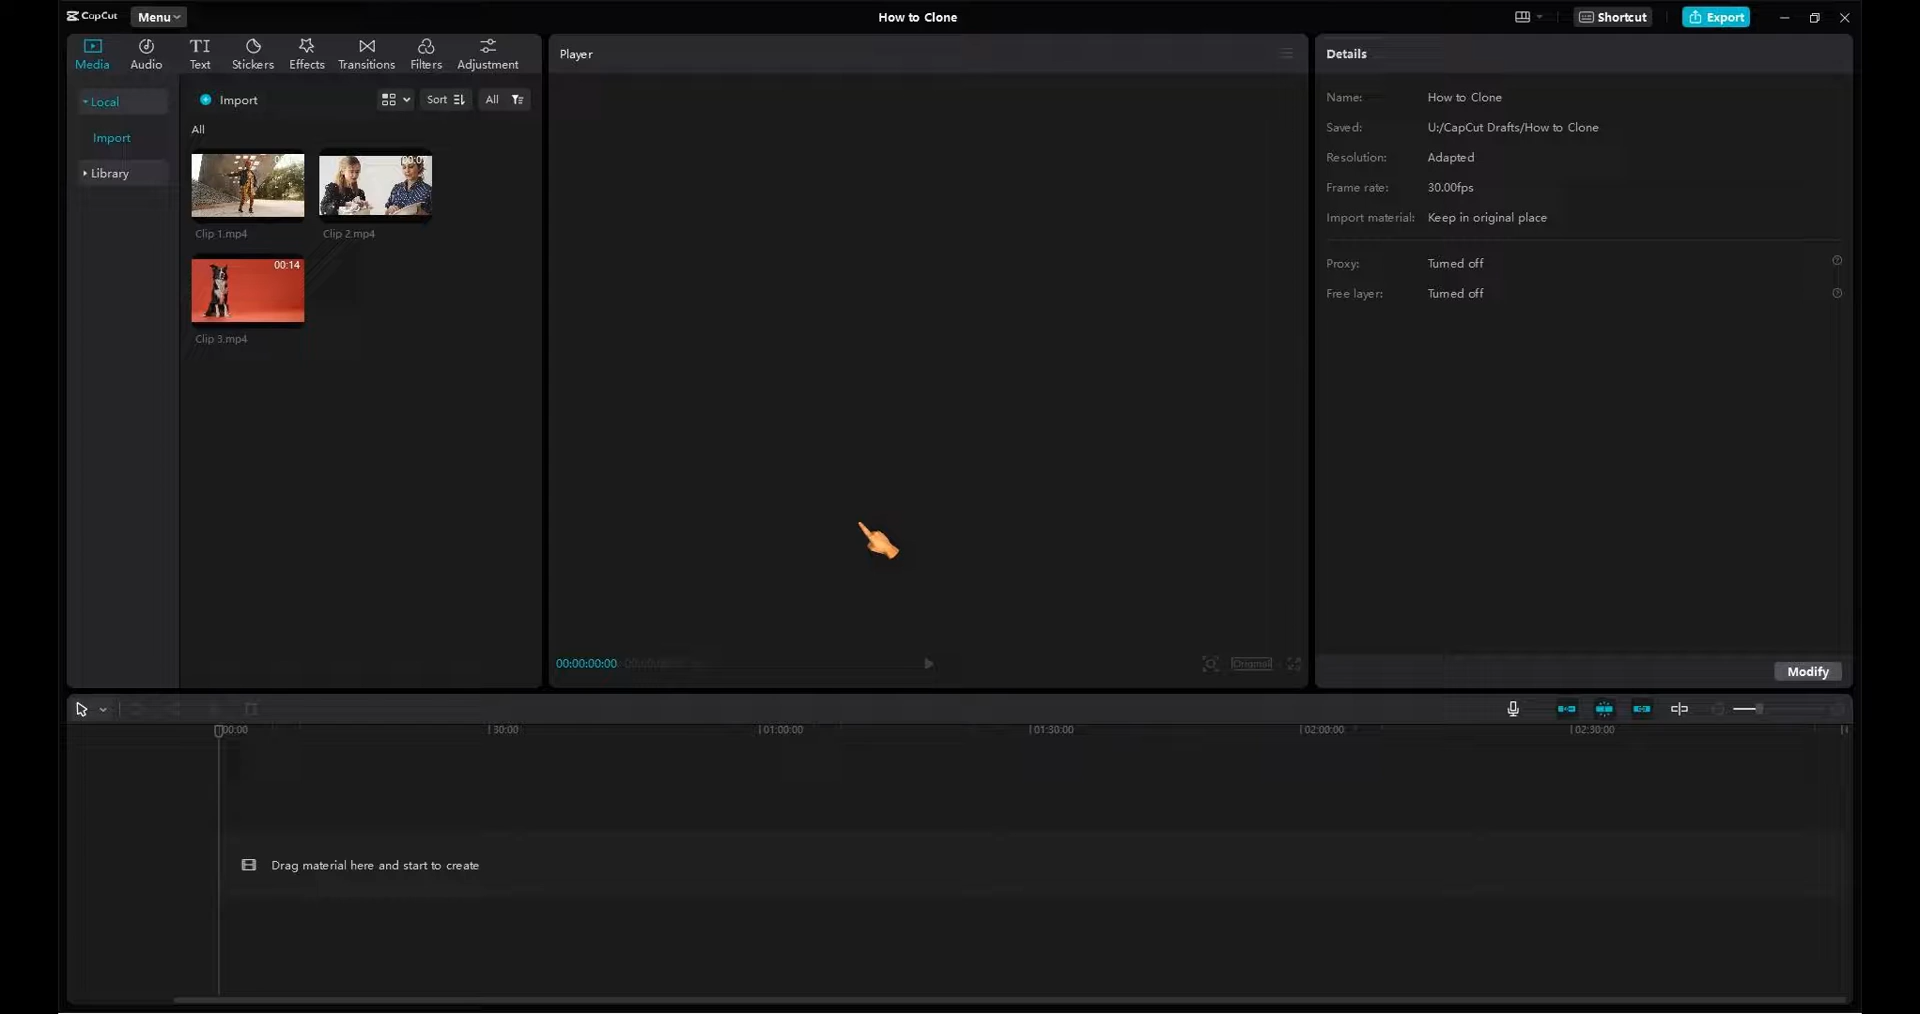 CapCut Menu How to Clone Shortcut Export
Media Audio Text Stickers Effects Transitions Filters Adjustment
Local
Import
Library
Import Sort All
All
Clip 1.mp4 Clip 2.mp4
00:14
Clip 3.mp4
Player
00:00:00:00
Original
Details
Name: How to Clone
Saved: U:/CapCut Drafts/How to Clone
Resolution: Adapted
Frame rate: 30.00fps
Import material: Keep in original place
Proxy: Turned off
Free layer: Turned off
Modify
00:00 30:00 01:00:00 01:30:00 02:00:00 02:30:00
Drag material here and start to create